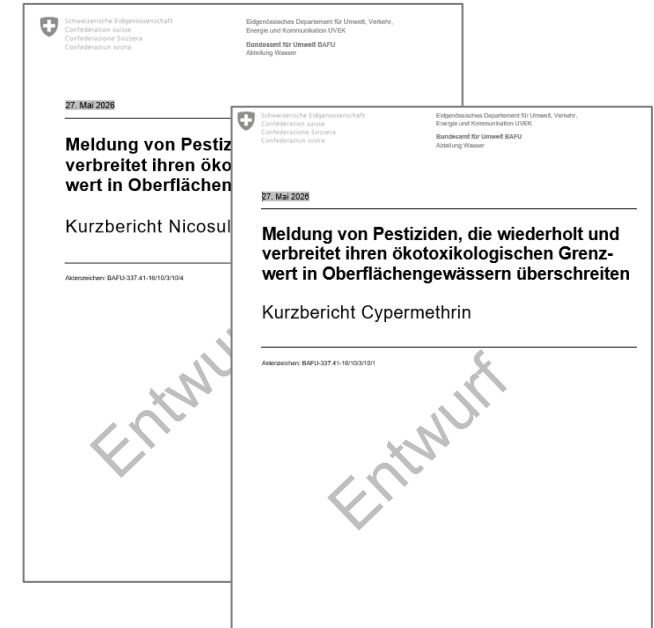 Schweizerische Eidgenossenschaft
Confédération suisse
Confederazione Svizzera
Confederaziun svizra
Eidgenössisches Departement für Umwelt, Verkehr,
Energie und Kommunikation UVEK
Bundesamt für Umwelt BAFU
Abteilung Wasser
27. Mai 2026
Meldung von Pestiz
verbreitet ihren öko
wert in Oberflächen
Kurzbericht Nicosul
Aktenzeichen: BAFU-337.41-16/10/3/10/4
Entwu
Schweizerische Eidgenossenschaft
Confédération suisse
Confederazione Svizzera
Confederaziun svizra
Eidgenössisches Departement für Umwelt, Verkehr,
Energie und Kommunikation UVEK
Bundesamt für Umwelt BAFU
Abteilung Wasser
27. Mai 2026
Meldung von Pestiziden, die wiederholt und
verbreitet ihren ökotoxikologischen Grenz-
wert in Oberflächengewässern überschreiten
Kurzbericht Cypermethrin
Aktenzeichen: BAFU-337.41-16/10/3/10/1
Entwurf